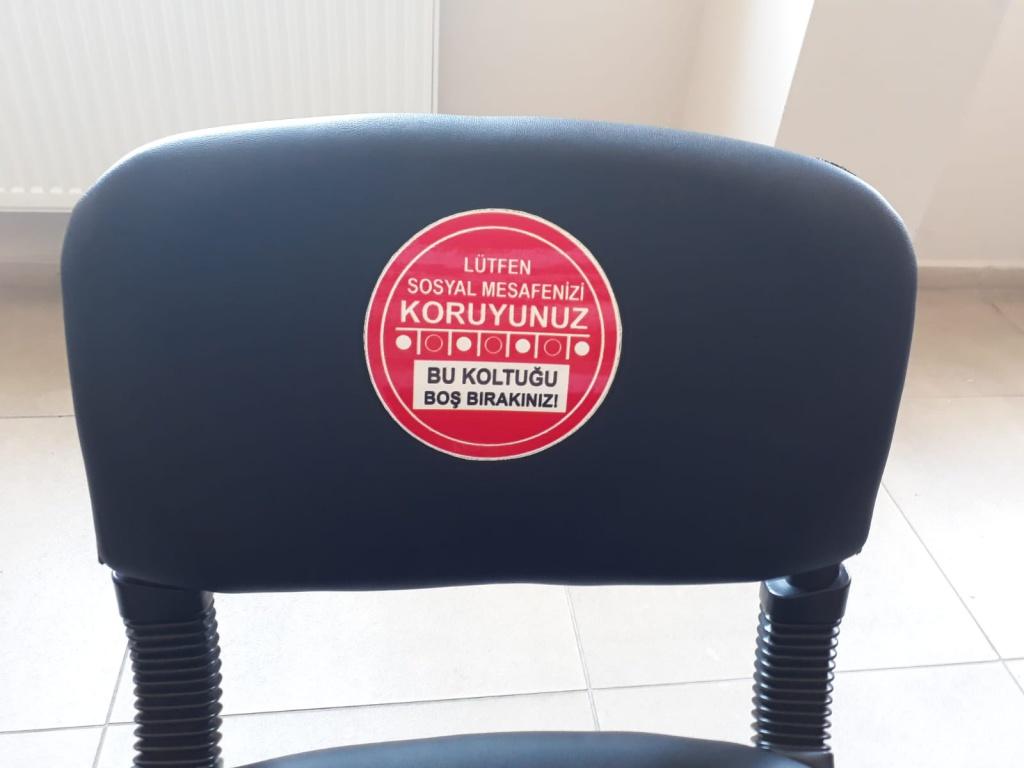 LÜTFEN
SOSYAL MESAFENİZİ
KORUYUNUZ
BU KOLTUĞU
BOŞ BIRAKINIZ!